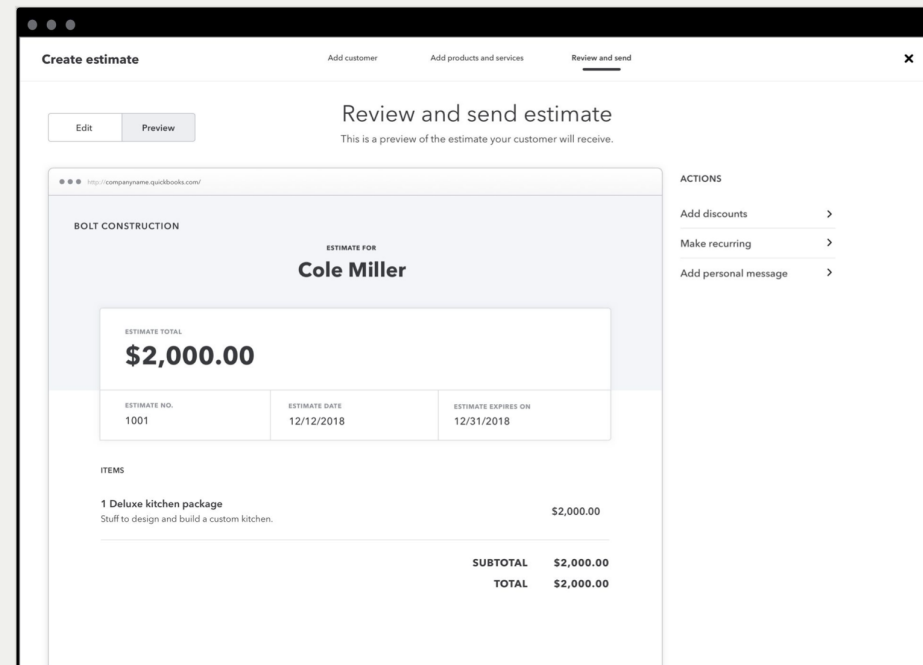 Create estimate
Add customer
Add products and services
Review and send
Edit
Preview
Review and send estimate
This is a preview of the estimate your customer will receive.
http://companyname.quickbooks.com/
BOLT CONSTRUCTION
ESTIMATE FOR
Cole Miller
ESTIMATE TOTAL
$2,000.00
ESTIMATE NO.
1001
ESTIMATE DATE
12/12/2018
ESTIMATE EXPIRES ON
12/31/2018
ITEMS
1 Deluxe kitchen package
Stuff to design and build a custom kitchen.
$2,000.00
SUBTOTAL $2,000.00
TOTAL $2,000.00
ACTIONS
Add discounts
Make recurring
Add personal message